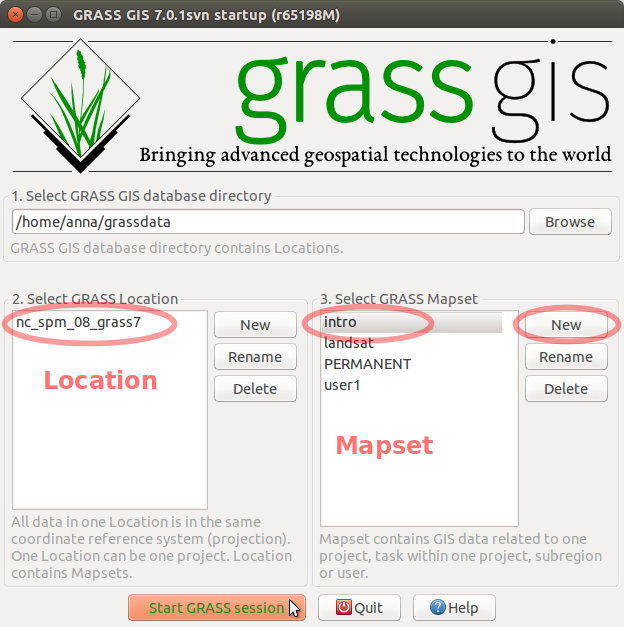 GRASS GIS 7.0.1svn startup (r65198M)
grass gis
Bringing advanced geospatial technologies to the world
1. Select GRASS GIS database directory
/home/anna/grassdata
Browse
GRASS GIS database directory contains Locations.
2. Select GRASS Location
nc_spm_08_grass7
New
Rename
Delete
Location
All data in one Location is in the same
coordinate reference system (projection).
One Location can be one project. Location
contains Mapsets.
3. Select GRASS Mapset
intro
landsat
PERMANENT
user1
New
Rename
Delete
Mapset
Mapset contains GIS data related to one
project, task within one project, subregion
or user.
Start GRASS session
Quit
Help